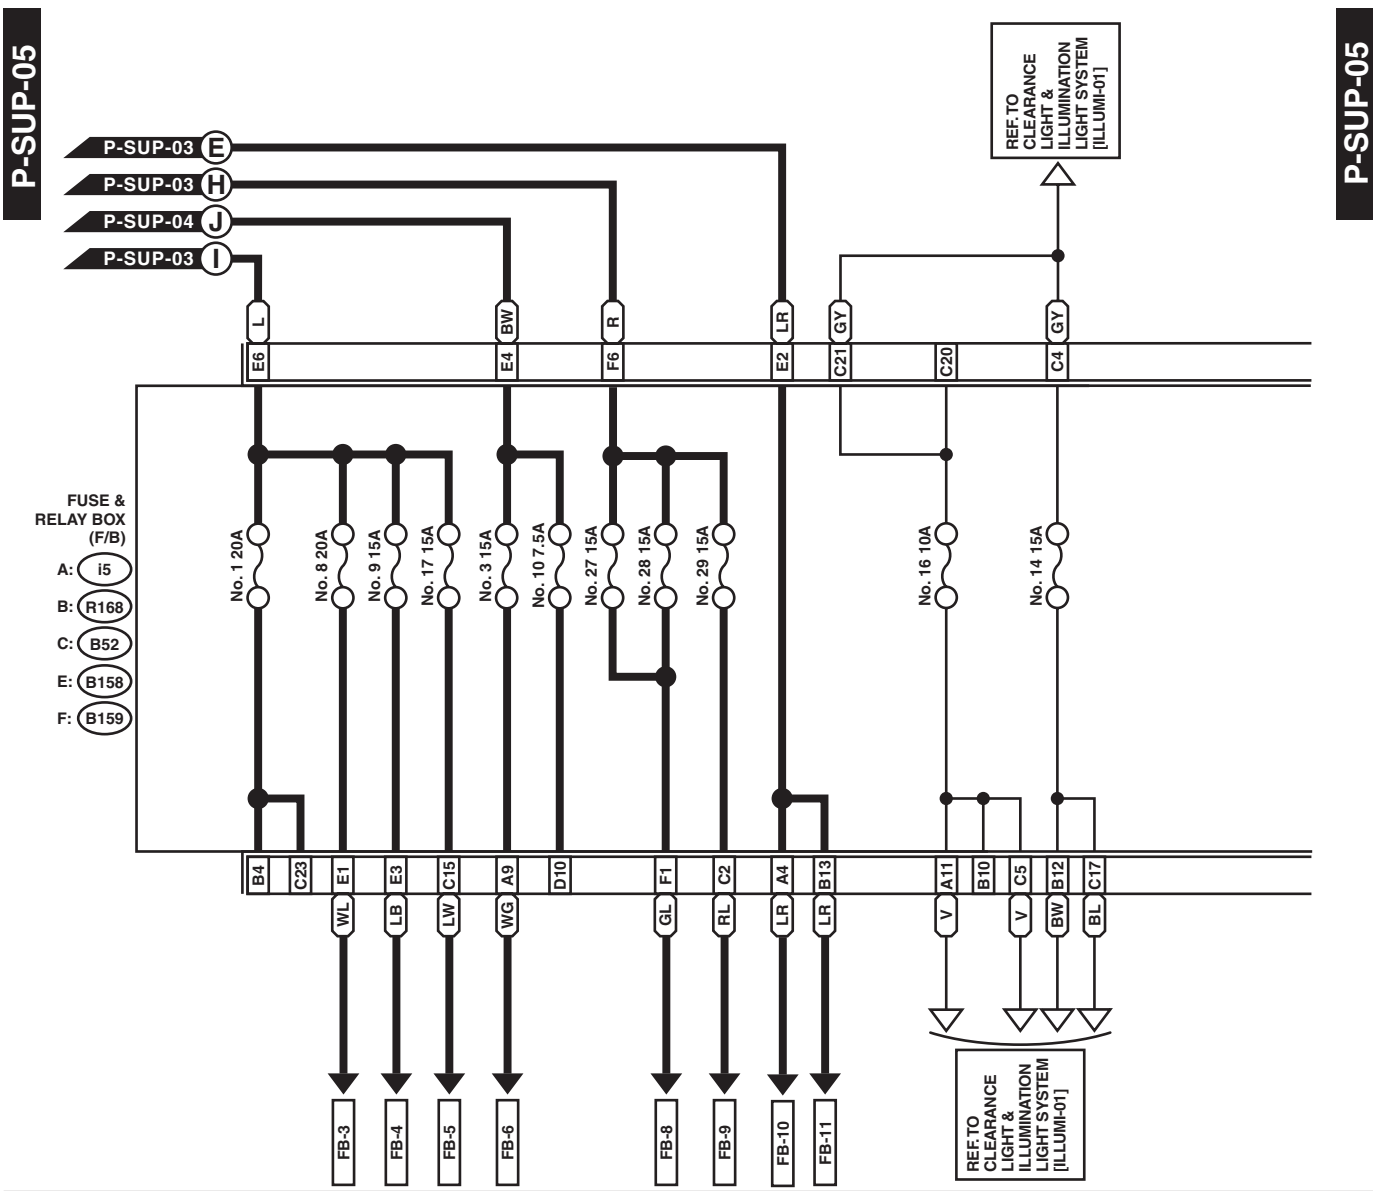 P-SUP-05
P-SUP-05
REF. TO
CLEARANCE
LIGHT &
ILLUMINATION
LIGHT SYSTEM
[ILLUMI-01]
P-SUP-03 E
P-SUP-03 H
P-SUP-04 J
P-SUP-03 I
L
BW
R
LR
GY
GY
E6
E4
F6
E2
C21
C20
C4
FUSE &
RELAY BOX
(F/B)
A: i5
B: R168
C: B52
E: B158
F: B159
No. 1 20A
No. 8 20A
No. 9 15A
No. 17 15A
No. 3 15A
No. 10 7.5A
No. 27 15A
No. 28 15A
No. 29 15A
No. 16 10A
No. 14 15A
B4
C23
E1
E3
C15
A9
D10
F1
C2
A4
B13
A11
B10
C5
B12
C17
WL
LB
LW
WG
GL
RL
LR
LR
V
V
BW
BL
FB-3
FB-4
FB-5
FB-6
FB-8
FB-9
FB-10
FB-11
REF. TO
CLEARANCE
LIGHT &
ILLUMINATION
LIGHT SYSTEM
[ILLUMI-01]